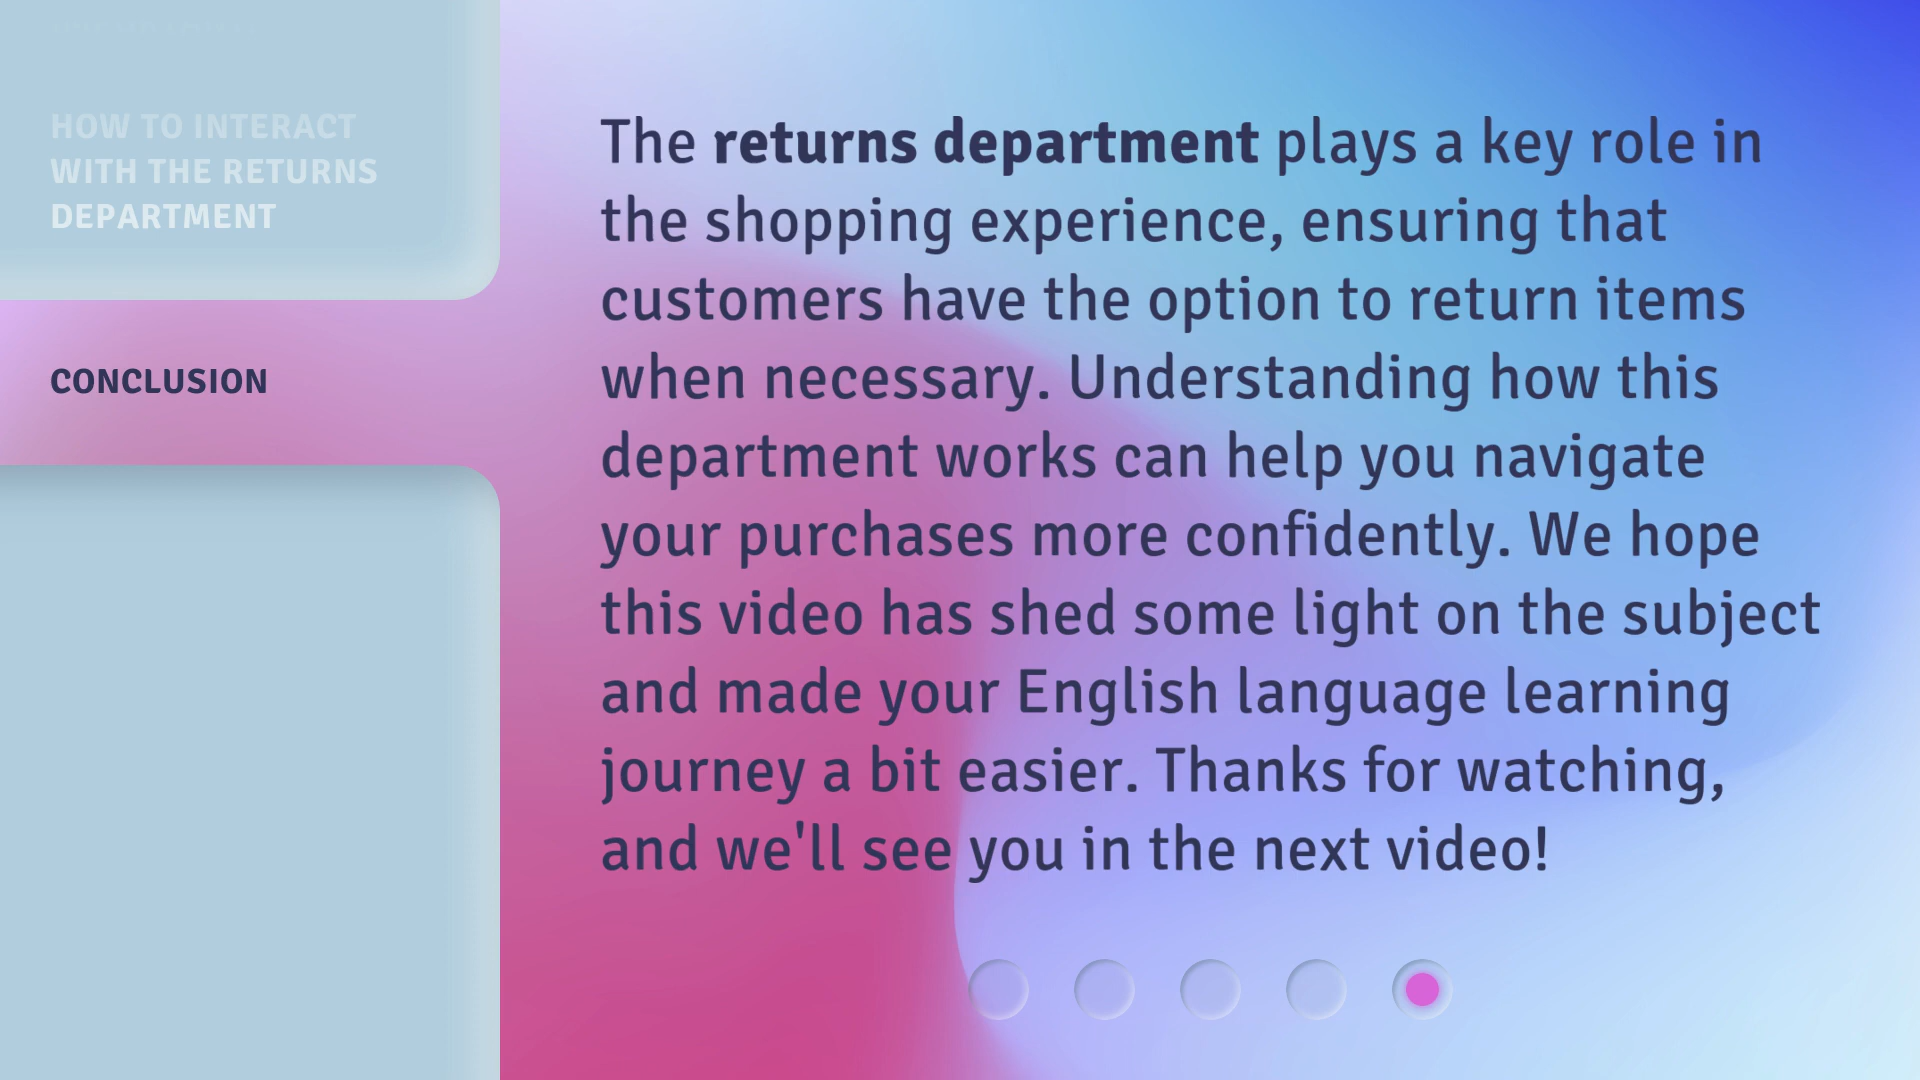 HOW TO INTERACT
WITH THE RETURNS
DEPARTMENT
CONCLUSION
The returns department plays a key role in
the shopping experience, ensuring that
customers have the option to return items
when necessary. Understanding how this
department works can help you navigate
your purchases more confidently. We hope
this video has shed some light on the subject
and made your English language learning
journey a bit easier. Thanks for watching,
and we'll see you in the next video!